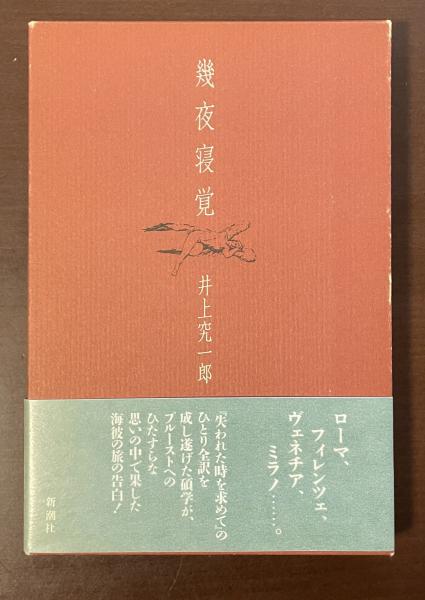 幾夜寝覚
井上究一郎
ローマ、
フィレンツェ、
ヴェネチア、
ミラノ……。
『失われた時を求めて』の
ひとり全訳を
成し遂げた碩学が、
プルーストへの
ひたすらな
思いの中で果した
海彼の旅の告白!
新潮社